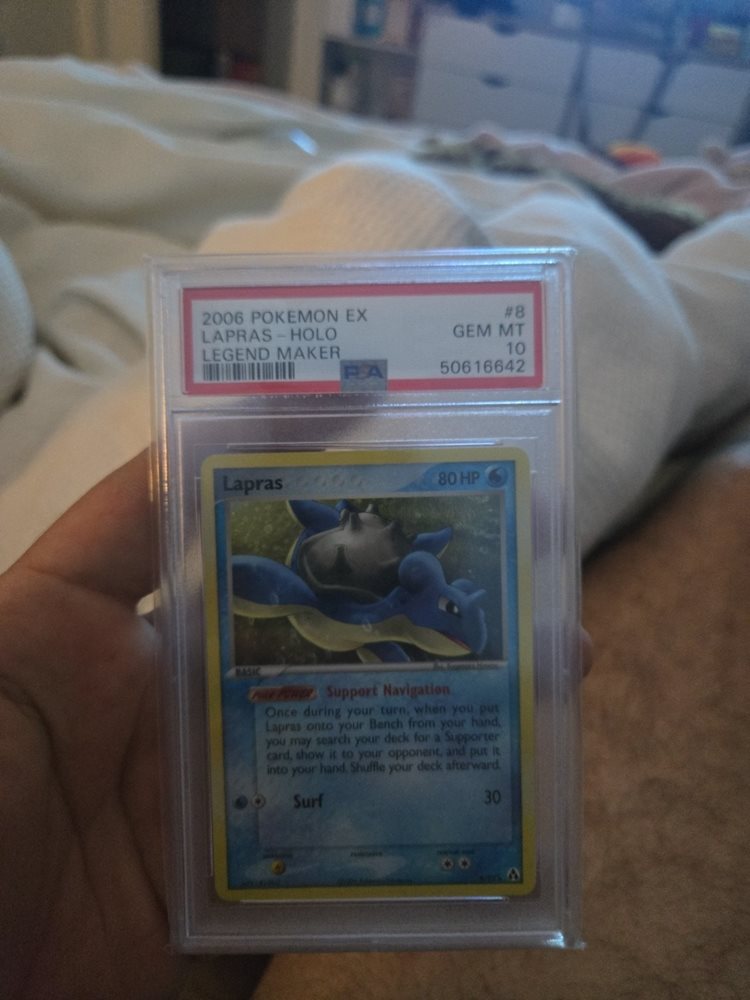 2006 POKEMON EX #8
LAPRAS - HOLO GEM MT
LEGEND MAKER 10
PSA 50616642
Lapras 80 HP
BASIC
POKé-POWER Support Navigation
Once during your turn, when you put
Lapras onto your Bench from your hand,
you may search your deck for a Supporter
card, show it to your opponent, and put it
into your hand. Shuffle your deck afterward.
Surf 30